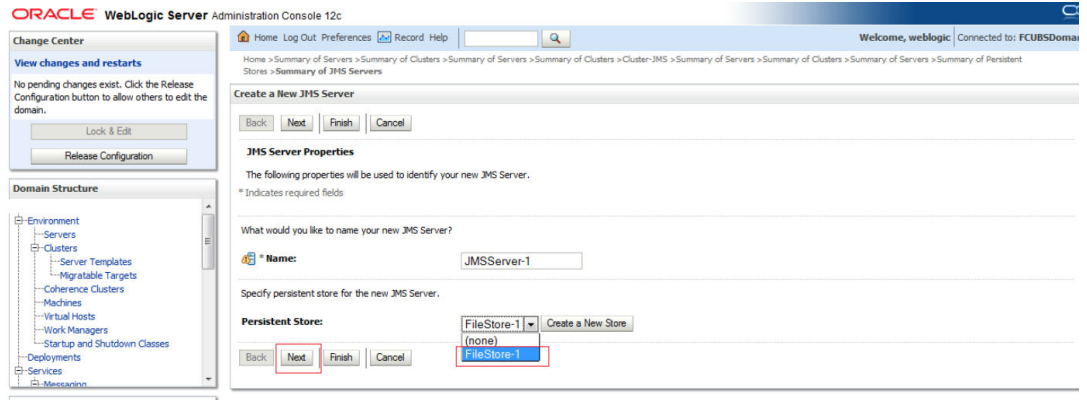 ORACLE WebLogic Server Administration Console 12c
Change Center
View changes and restarts
No pending changes exist. Click the Release
Configuration button to allow others to edit the
domain.
Lock & Edit
Release Configuration
Domain Structure
Environment
Servers
Clusters
Server Templates
Migratable Targets
Coherence Clusters
Machines
Virtual Hosts
Work Managers
Startup and Shutdown Classes
Deployments
Services
Messaging
Home Log Out Preferences Record Help
Welcome, weblogic Connected to: FCUBSDomai
Home >Summary of Servers >Summary of Clusters >Summary of Servers >Summary of Clusters >Cluster-JMS >Summary of Servers >Summary of Clusters >Summary of Servers >Summary of Persistent
Stores >Summary of JMS Servers
Create a New JMS Server
Back Next Finish Cancel
JMS Server Properties
The following properties will be used to identify your new JMS Server.
* Indicates required fields
What would you like to name your new JMS Server?
* Name: JMSServer-1
Specify persistent store for the new JMS Server.
Persistent Store: FileStore-1 Create a New Store
(none)
FileStore-1
Back Next Finish Cancel